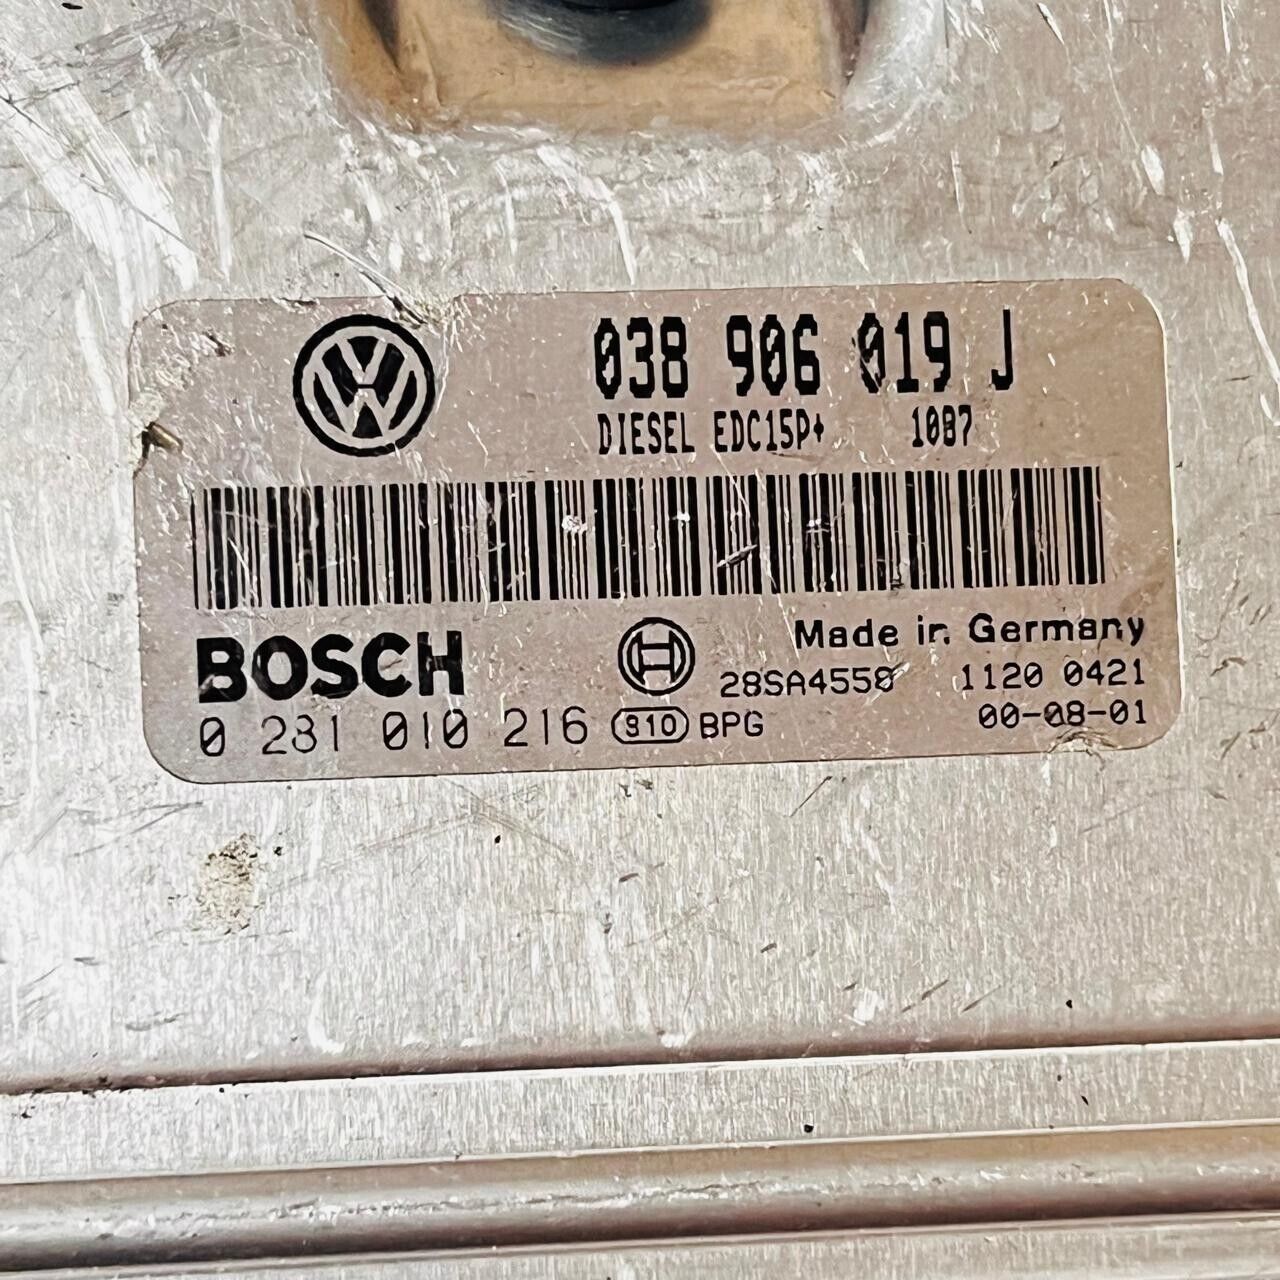 038 906 019 J
DIESEL EDC15P+ 1087
BOSCH
Made in Germany
28SA4558 1120 0421
0 281 010 216 910 BPG 00-08-01